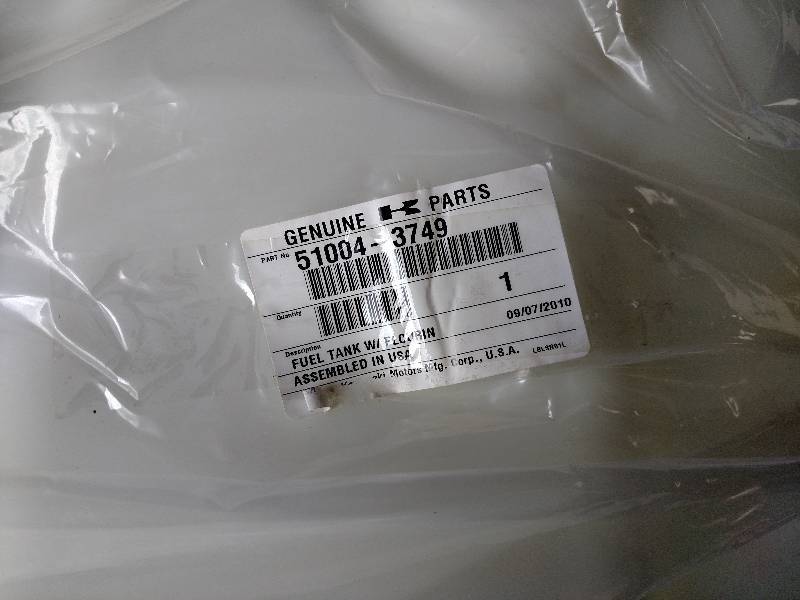 GENUINE K PARTS
PART No 51004-3749
Quantity 1
09/07/2010
Description
FUEL TANK W/
ASSEMBLED IN USA
Motors Mfg. Corp., U.S.A.